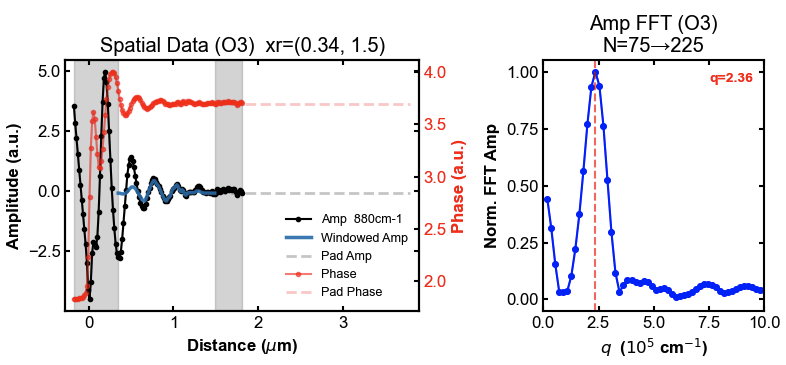 Spatial Data (O3)  xr=(0.34, 1.5)
Amplitude (a.u.)
5.0
2.5
0.0
−2.5
0
1
2
3
Distance (μm)
4.0
3.5
3.0
2.5
2.0
Phase (a.u.)
Amp  880cm-1
Windowed Amp
Pad Amp
Phase
Pad Phase
Amp FFT (O3)
N=75→225
Norm. FFT Amp
1.00
0.75
0.50
0.25
0.00
q=2.36
0.0
2.5
5.0
7.5
10.0
q  (10⁵ cm⁻¹)